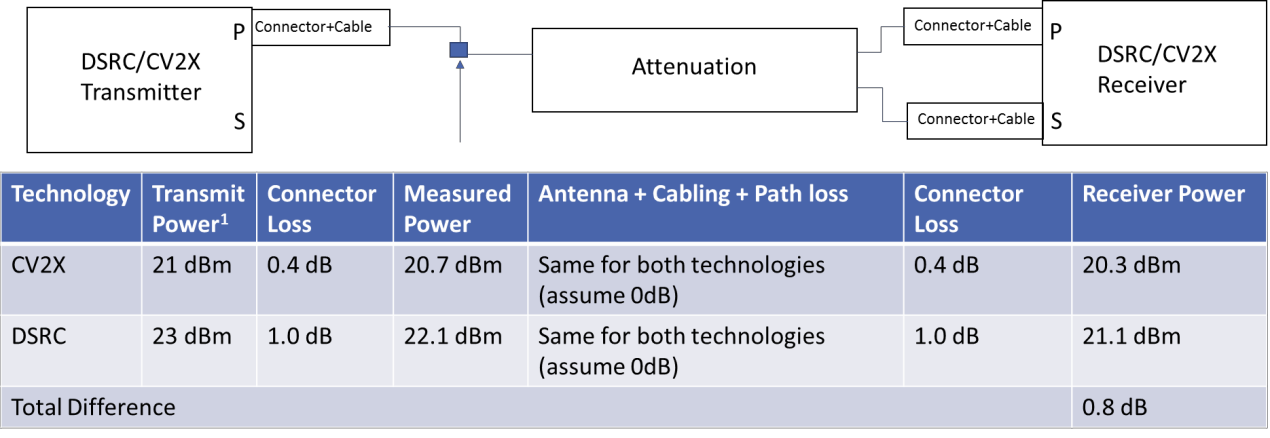 DSRC/CV2X
Transmitter
P
S
Connector+Cable
Attenuation
Connector+Cable
Connector+Cable
P
S
DSRC/CV2X
Receiver
Technology
Transmit
Power1
Connector
Loss
Measured
Power
Antenna + Cabling + Path loss
Connector
Loss
Receiver Power
CV2X
21 dBm
0.4 dB
20.7 dBm
Same for both technologies
(assume 0dB)
0.4 dB
20.3 dBm
DSRC
23 dBm
1.0 dB
22.1 dBm
Same for both technologies
(assume 0dB)
1.0 dB
21.1 dBm
Total Difference
0.8 dB